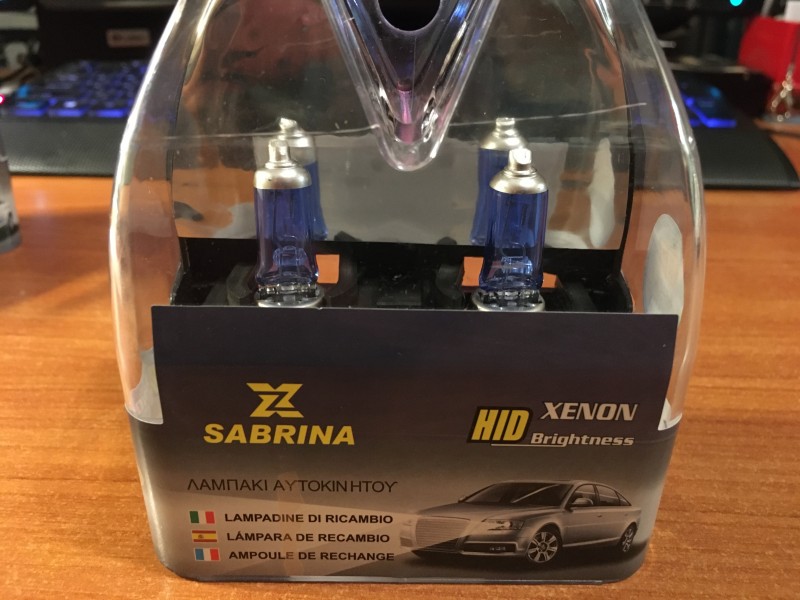 SABRINA
HID XENON
Brightness
ΛΑΜΠΑΚΙ ΑΥΤΟΚΙΝΗΤΟΥ
LAMPADINE DI RICAMBIO
LÁMPARA DE RECAMBIO
AMPOULE DE RECHANGE